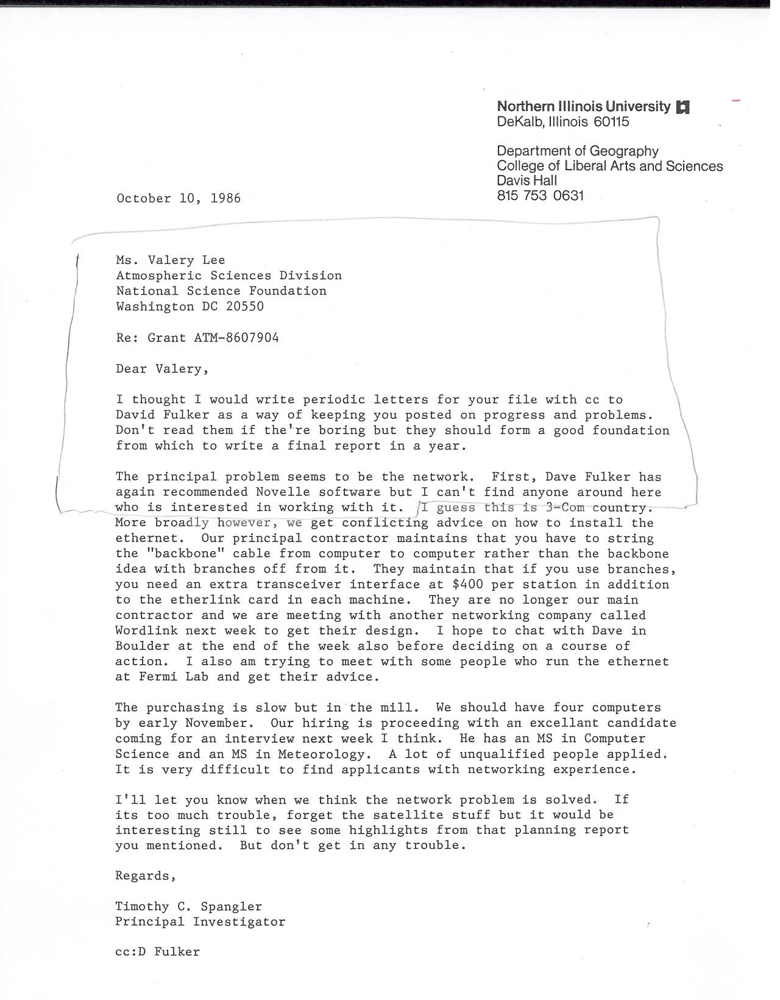 Northern Illinois University
DeKalb, Illinois 60115
Department of Geography
College of Liberal Arts and Sciences
Davis Hall
815 753 0631
October 10, 1986
Ms. Valery Lee
Atmospheric Sciences Division
National Science Foundation
Washington DC 20550
Re: Grant ATM-8607904
Dear Valery,
I thought I would write periodic letters for your file with cc to
David Fulker as a way of keeping you posted on progress and problems.
Don't read them if the're boring but they should form a good foundation
from which to write a final report in a year.
The principal problem seems to be the network.  First, Dave Fulker has
again recommended Novelle software but I can't find anyone around here
who is interested in working with it.  I guess this is 3-Com country.
More broadly however, we get conflicting advice on how to install the
ethernet.  Our principal contractor maintains that you have to string
the "backbone" cable from computer to computer rather than the backbone
idea with branches off from it.  They maintain that if you use branches,
you need an extra transceiver interface at $400 per station in addition
to the etherlink card in each machine.  They are no longer our main
contractor and we are meeting with another networking company called
Wordlink next week to get their design.  I hope to chat with Dave in
Boulder at the end of the week also before deciding on a course of
action.  I also am trying to meet with some people who run the ethernet
at Fermi Lab and get their advice.
The purchasing is slow but in the mill.  We should have four computers
by early November.  Our hiring is proceeding with an excellant candidate
coming for an interview next week I think.  He has an MS in Computer
Science and an MS in Meteorology.  A lot of unqualified people applied.
It is very difficult to find applicants with networking experience.
I'll let you know when we think the network problem is solved.  If
its too much trouble, forget the satellite stuff but it would be
interesting still to see some highlights from that planning report
you mentioned.  But don't get in any trouble.
Regards,
Timothy C. Spangler
Principal Investigator
cc:D Fulker